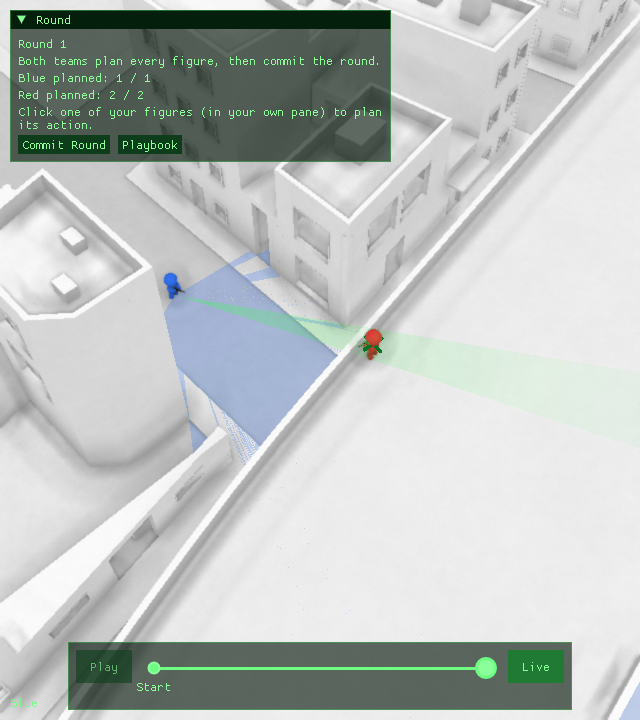 Round
Round 1
Both teams plan every figure, then commit the round.
Blue planned: 1 / 1
Red planned: 2 / 2
Click one of your figures (in your own pane) to plan
its action.
Commit Round Playbook
Play Live
Start